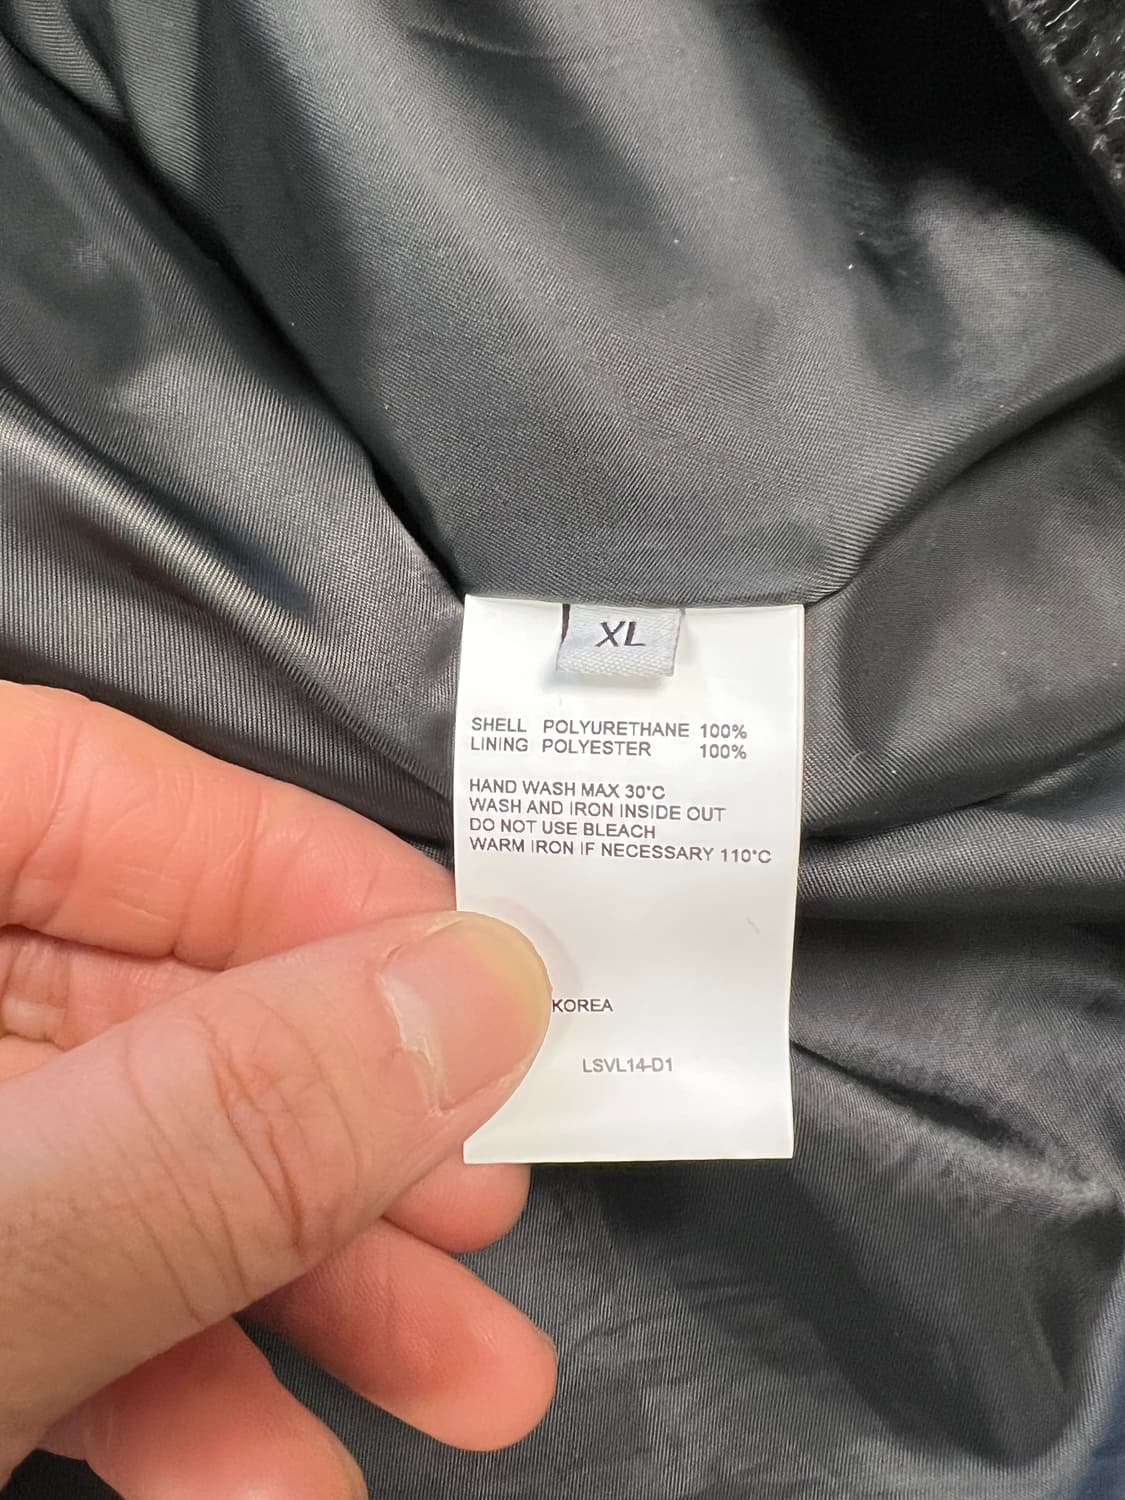 XL
SHELL POLYURETHANE 100%
LINING POLYESTER 100%
HAND WASH MAX 30°C
WASH AND IRON INSIDE OUT
DO NOT USE BLEACH
WARM IRON IF NECESSARY 110°C
KOREA
LSVL14-D1